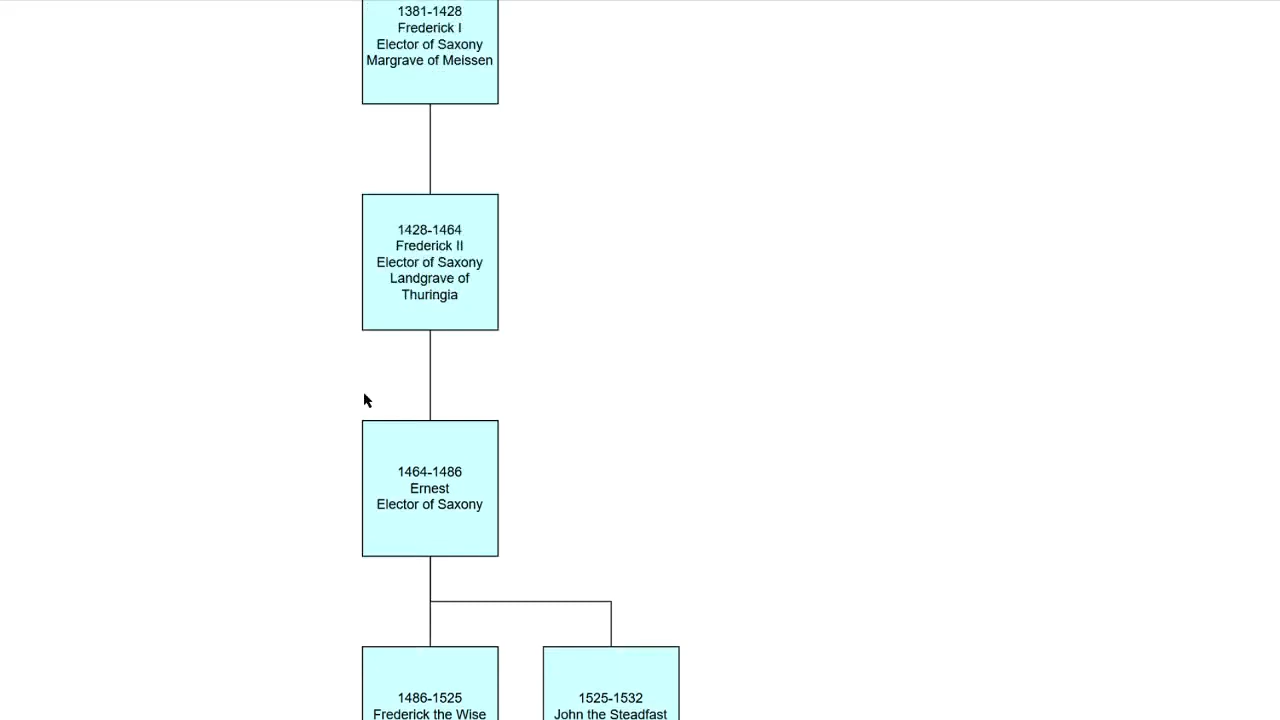 1381-1428
Frederick I
Elector of Saxony
Margrave of Meissen
1428-1464
Frederick II
Elector of Saxony
Landgrave of
Thuringia
1464-1486
Ernest
Elector of Saxony
1486-1525
Frederick the Wise
1525-1532
John the Steadfast